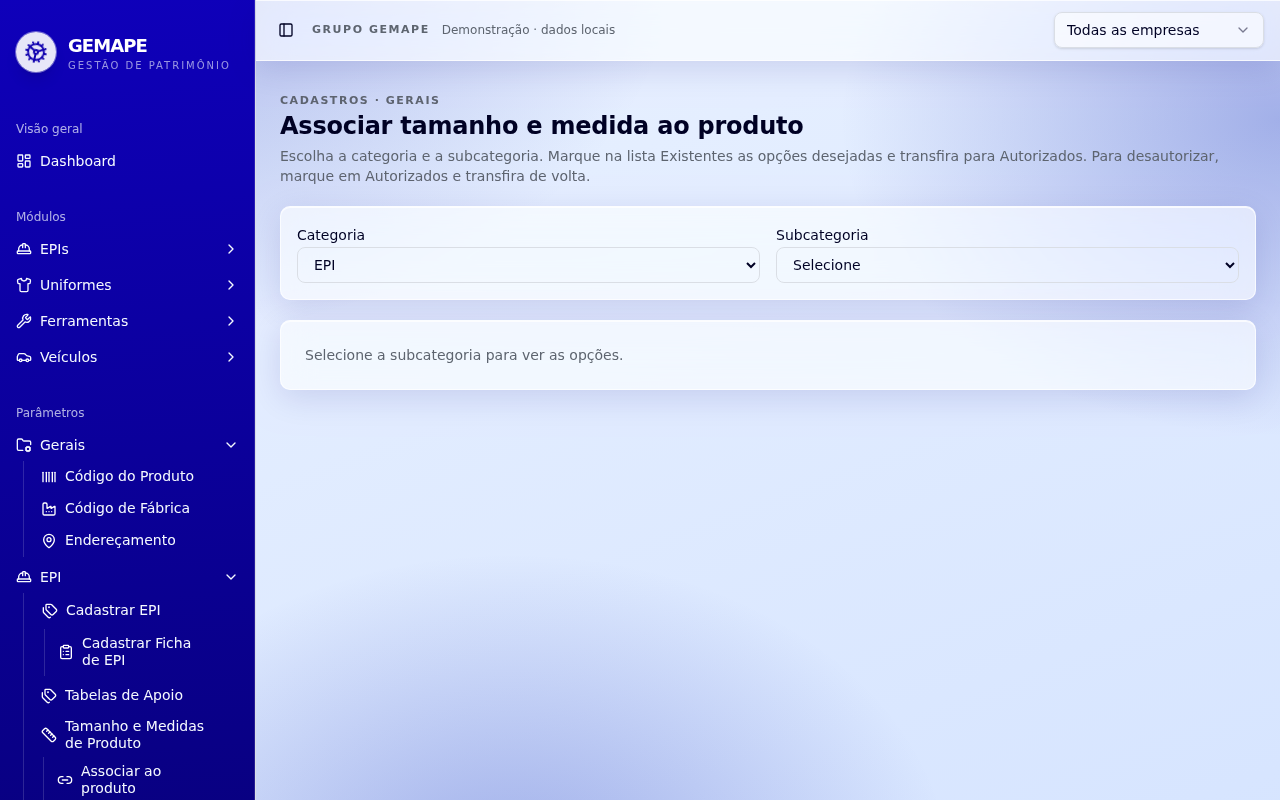 GEMAPE
GESTÃO DE PATRIMÔNIO
Visão geral
Dashboard
Módulos
EPIs
Uniformes
Ferramentas
Veículos
Parâmetros
Gerais
Código do Produto
Código de Fábrica
Endereçamento
EPI
Cadastrar EPI
Cadastrar Ficha
de EPI
Tabelas de Apoio
Tamanho e Medidas
de Produto
Associar ao
produto
GRUPO GEMAPE Demonstração · dados locais
Todas as empresas
CADASTROS · GERAIS
Associar tamanho e medida ao produto
Escolha a categoria e a subcategoria. Marque na lista Existentes as opções desejadas e transfira para Autorizados. Para desautorizar,
marque em Autorizados e transfira de volta.
Categoria
EPI
Subcategoria
Selecione
Selecione a subcategoria para ver as opções.